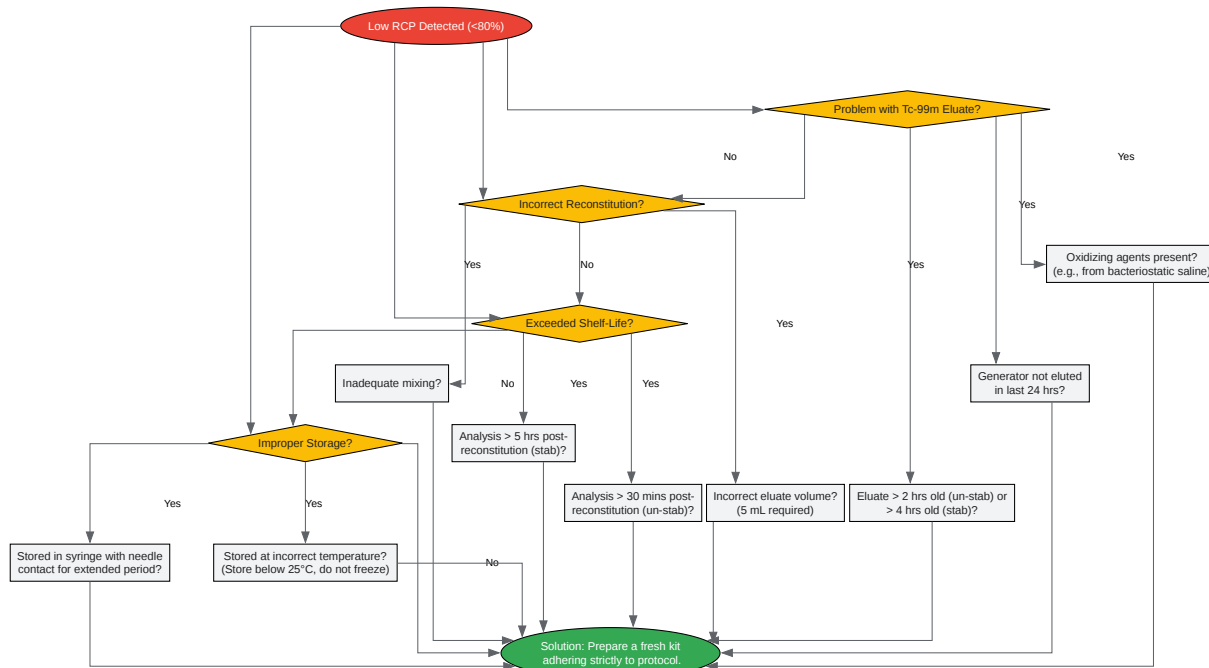 Low RCP Detected (<80%)
Problem with Tc-99m Eluate?
No
Yes
Incorrect Reconstitution?
Yes
Oxidizing agents present?
(e.g., from bacteriostatic saline)
Yes
No
Yes
Exceeded Shelf-Life?
Yes
Inadequate mixing?
No
Yes
Yes
Generator not eluted
in last 24 hrs?
Improper Storage?
Analysis > 5 hrs post-
reconstitution (stab)?
Yes
Yes
Analysis > 30 mins post-
reconstitution (un-stab)?
Incorrect eluate volume?
(5 mL required)
Eluate > 2 hrs old (un-stab) or
> 4 hrs old (stab)?
Stored in syringe with needle
contact for extended period?
Stored at incorrect temperature?
(Store below 25°C, do not freeze)
No
Solution: Prepare a fresh kit
adhering strictly to protocol.